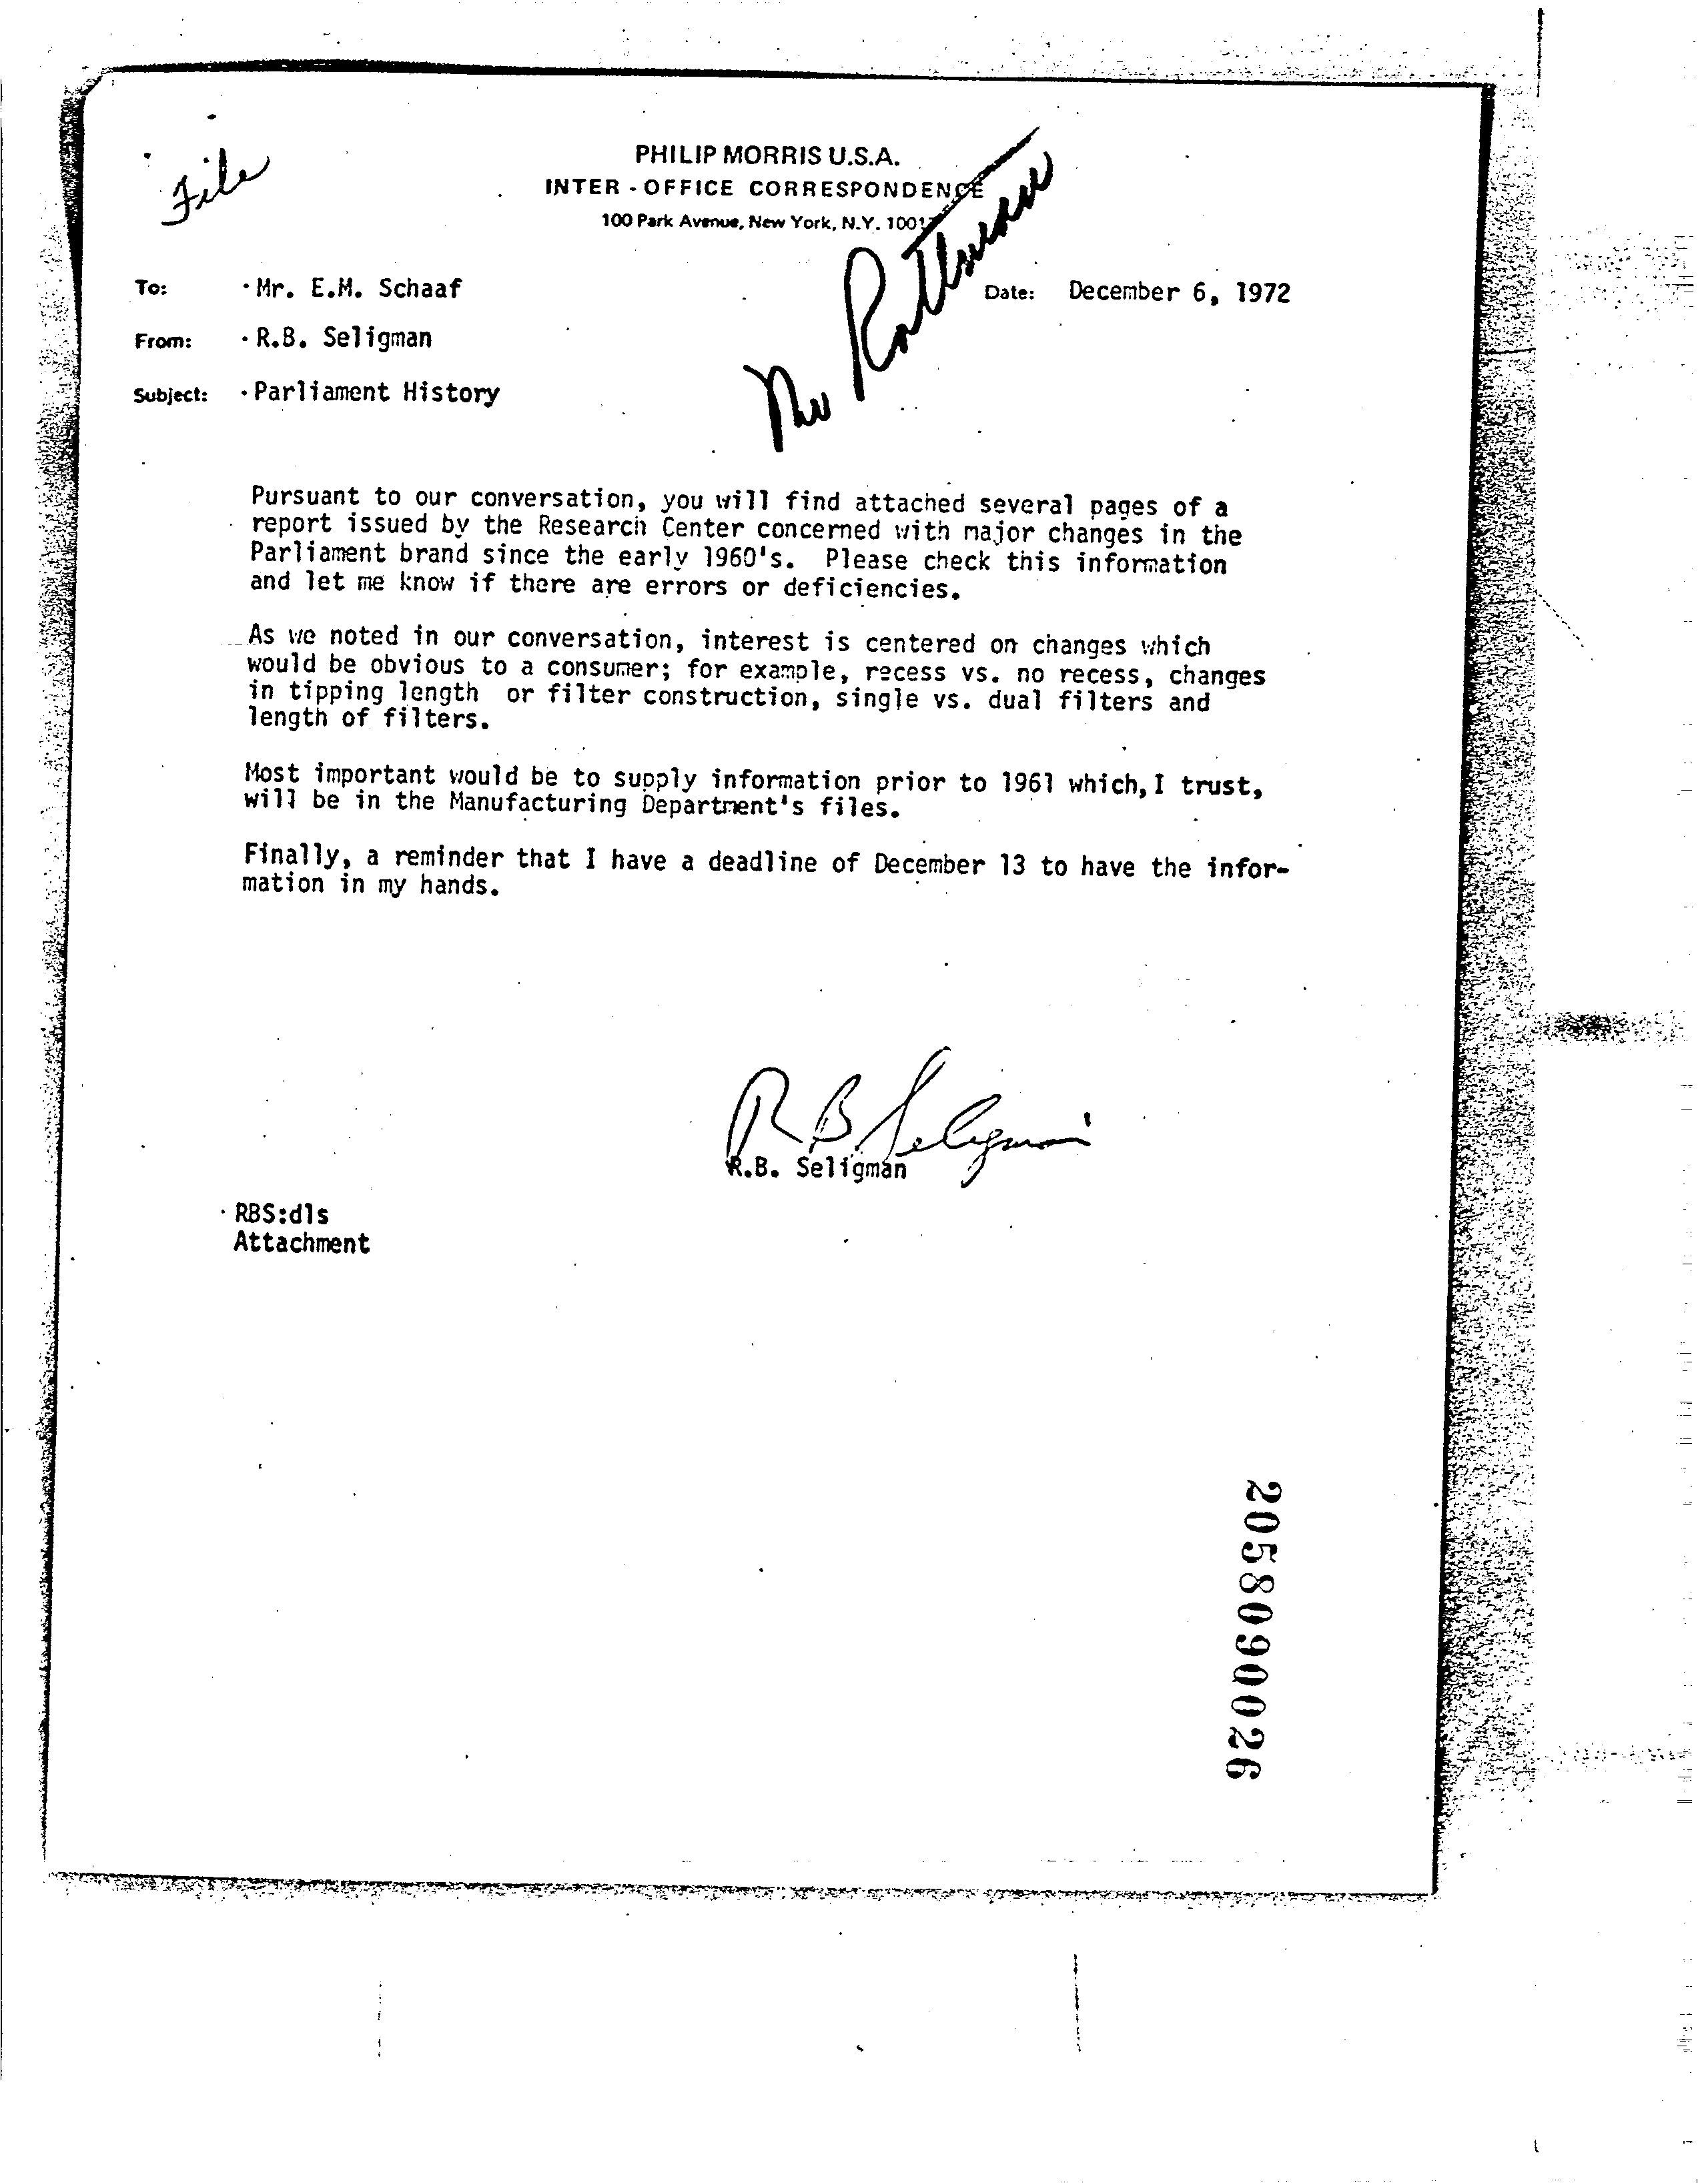 File
PHILIP MORRIS U.S.A.
INTER - OFFICE CORRESPONDENCE
100 Park Avenue, New York, N.Y. 10017
To: Mr. E.M. Schaaf
Date: December 6, 1972
From: R.B. Seligman
Subject: Parliament History
Pursuant to our conversation, you will find attached several pages of a
report issued by the Research Center concerned with major changes in the
Parliament brand since the early 1960's. Please check this information
and let me know if there are errors or deficiencies.
As we noted in our conversation, interest is centered on changes which
would be obvious to a consumer; for example, recess vs. no recess, changes
in tipping length or filter construction, single vs. dual filters and
length of filters.
Most important would be to supply information prior to 1961 which, I trust,
will be in the Manufacturing Department's files.
Finally, a reminder that I have a deadline of December 13 to have the infor-
mation in my hands.
R B Seligman
R.B. Seligman
RBS:dls
Attachment
2058090026